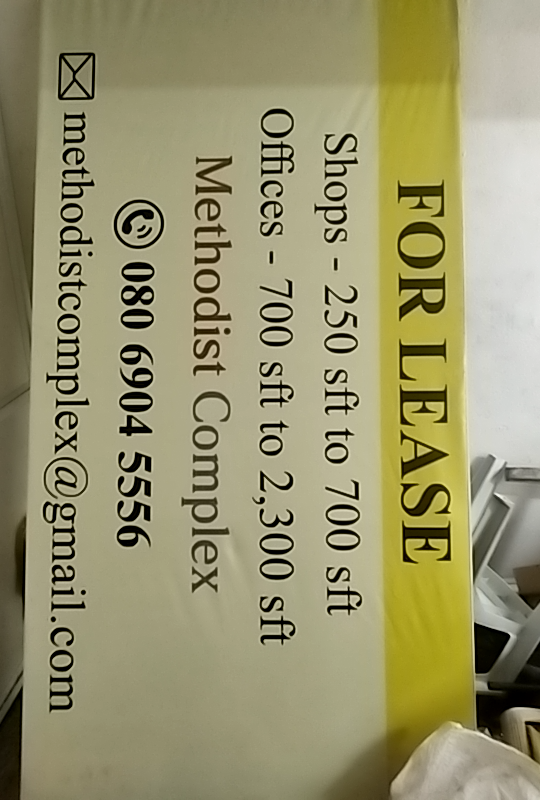 FOR LEASE
Shops - 250 sft to 700 sft
Offices - 700 sft to 2,300 sft
Methodist Complex
080 6904 5556
methodistcomplex@gmail.com